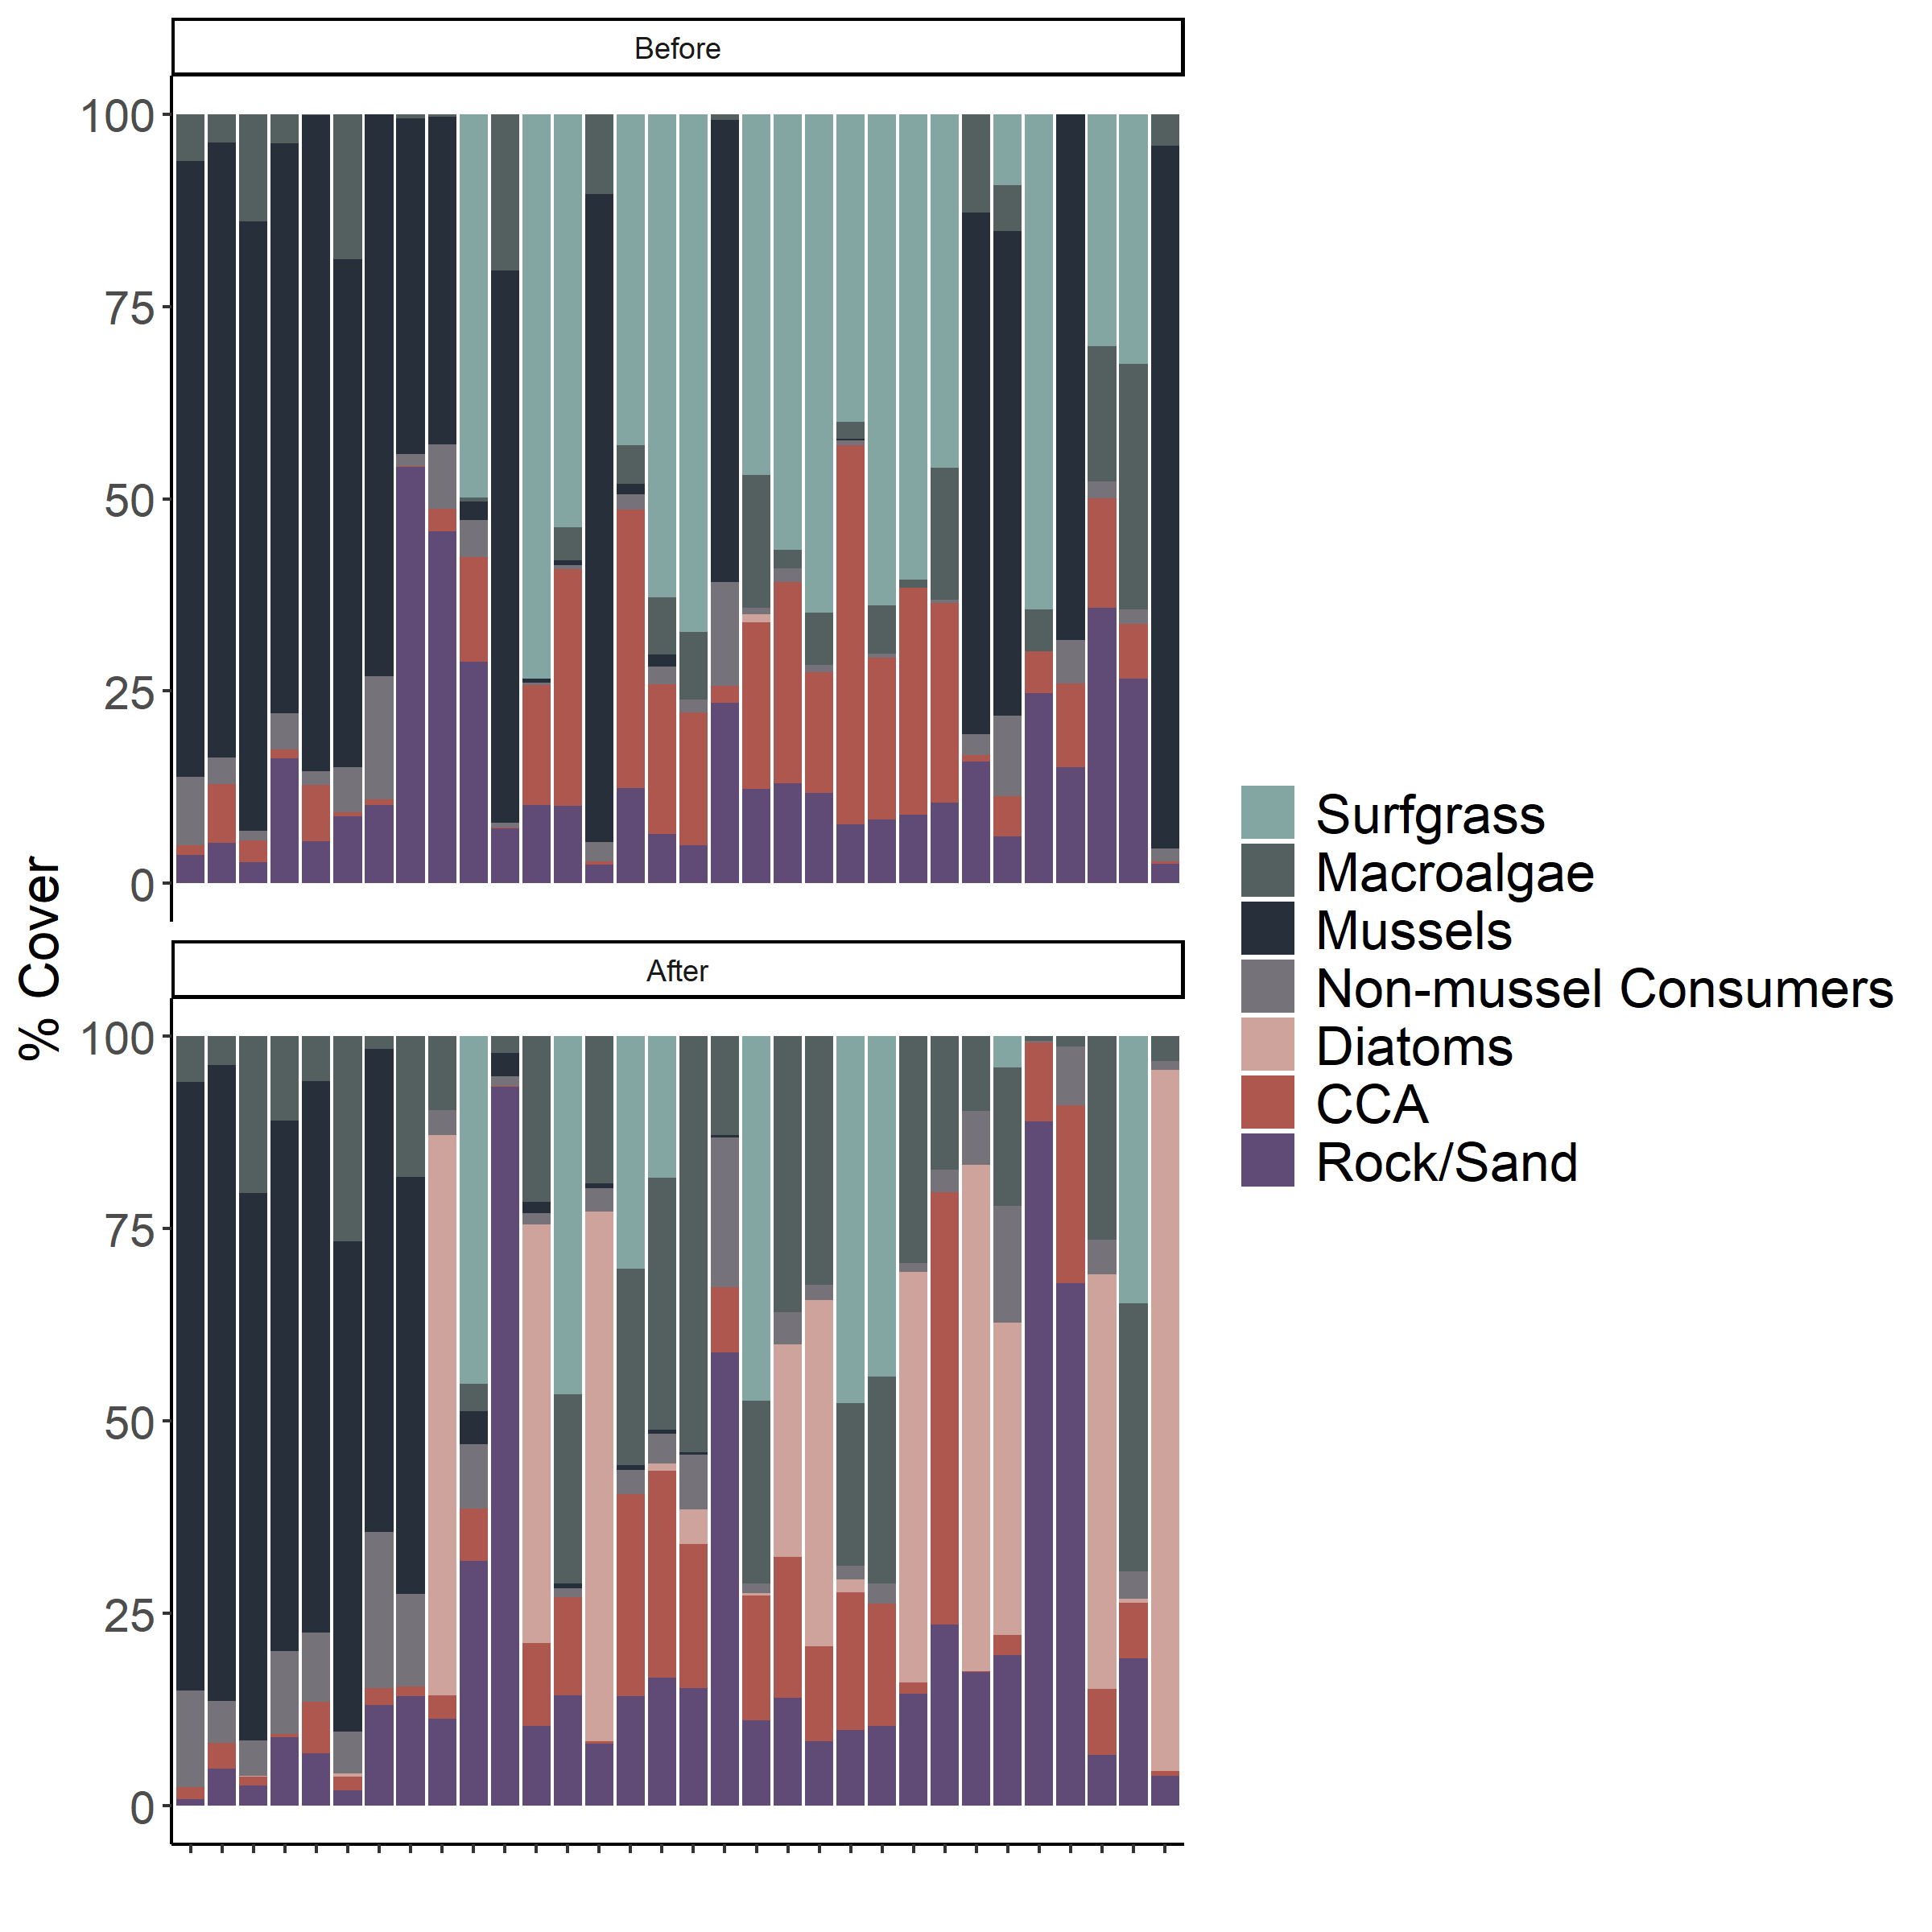 Before
100
75
50
25
0
% Cover
After
100
75
50
25
0
Surfgrass
Macroalgae
Mussels
Non-mussel Consumers
Diatoms
CCA
Rock/Sand